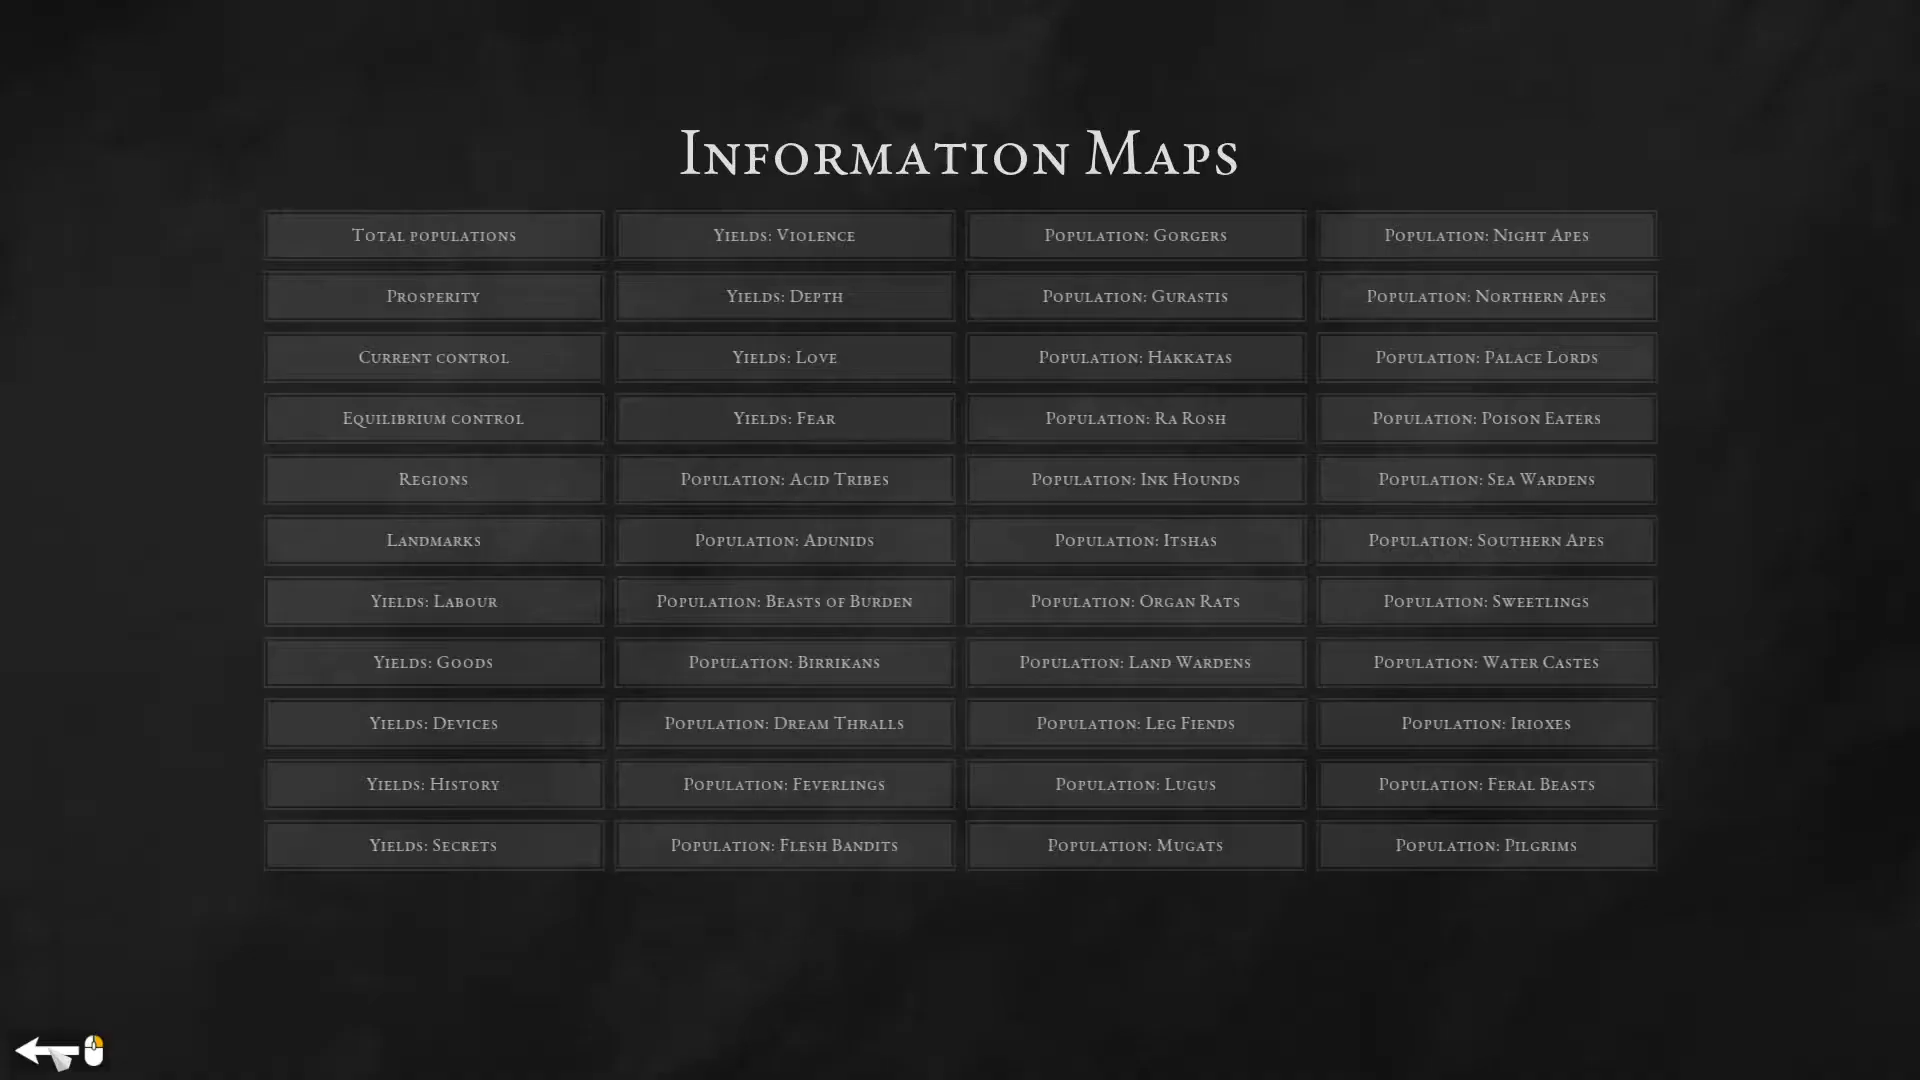 Information Maps
Total populations
Prosperity
Current control
Equilibrium control
Regions
Landmarks
Yields: Labour
Yields: Goods
Yields: Devices
Yields: History
Yields: Secrets
Yields: Violence
Yields: Depth
Yields: Love
Yields: Fear
Population: Acid Tribes
Population: Adunids
Population: Beasts of Burden
Population: Birrikans
Population: Dream Thralls
Population: Feverlings
Population: Flesh Bandits
Population: Gorgers
Population: Gurastis
Population: Hakkatas
Population: Ra Rosh
Population: Ink Hounds
Population: Itshas
Population: Organ Rats
Population: Land Wardens
Population: Leg Fiends
Population: Lugus
Population: Mugats
Population: Night Apes
Population: Northern Apes
Population: Palace Lords
Population: Poison Eaters
Population: Sea Wardens
Population: Southern Apes
Population: Sweetlings
Population: Water Castes
Population: Irioxes
Population: Feral Beasts
Population: Pilgrims